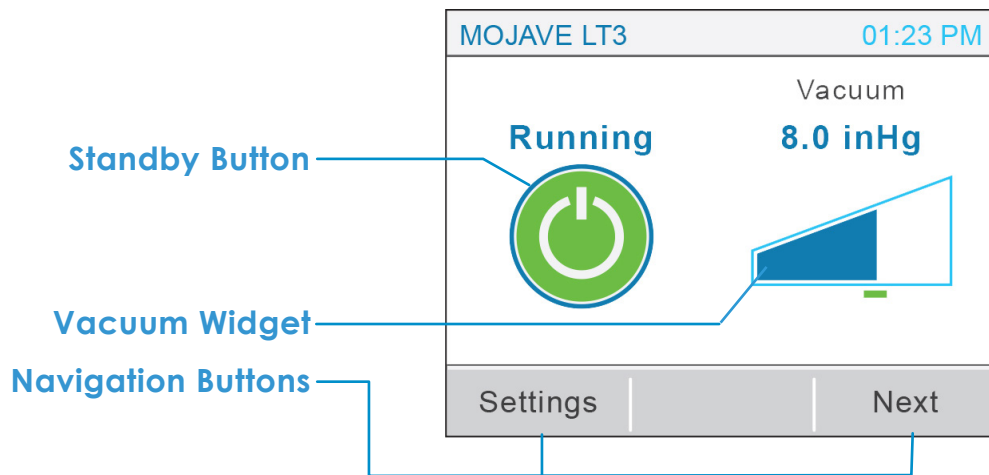 MOJAVE LT3 01:23 PM
Vacuum
Running 8.0 inHg
Standby Button
Vacuum Widget
Navigation Buttons
Settings Next